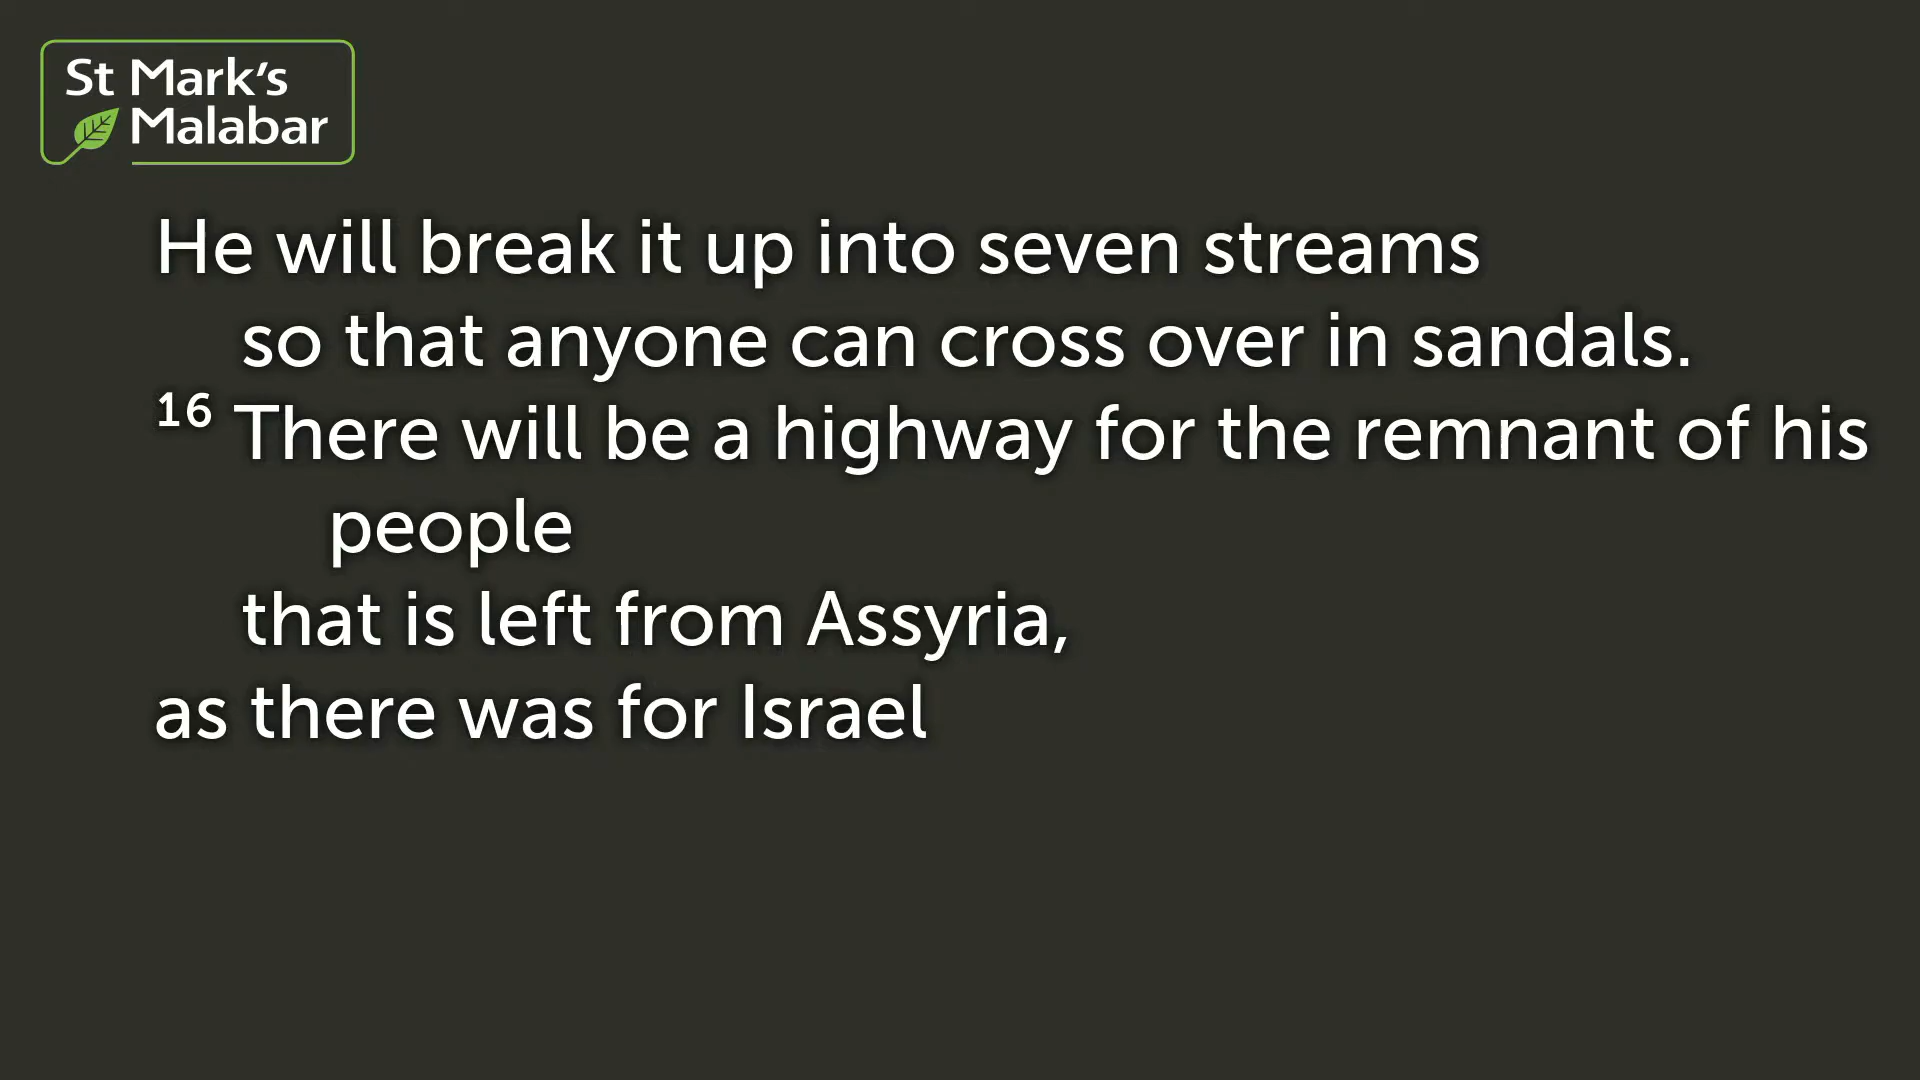 St Mark's
Malabar
He will break it up into seven streams
so that anyone can cross over in sandals.
16 There will be a highway for the remnant of his
people
that is left from Assyria,
as there was for Israel